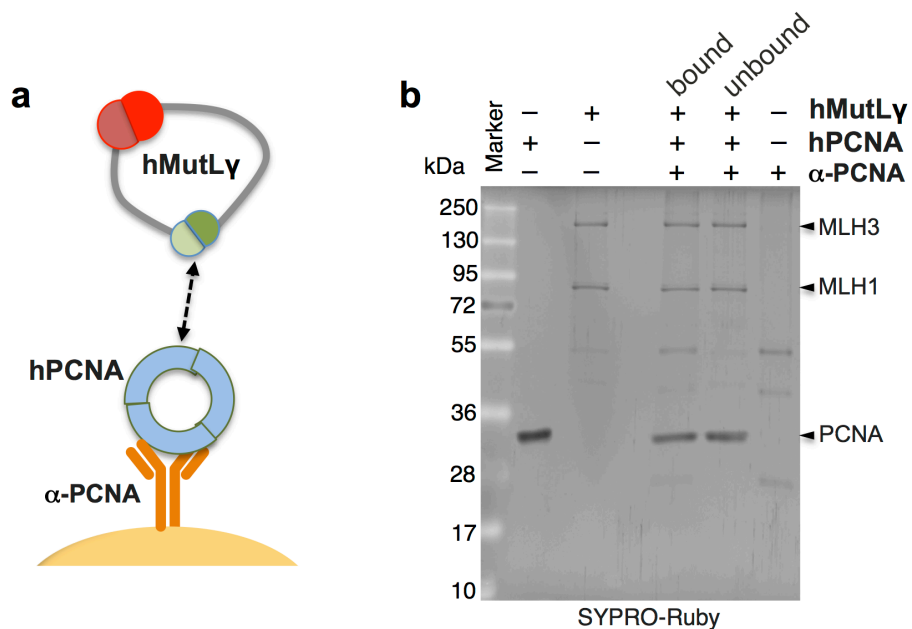 a
hMutLγ
hPCNA
α-PCNA
b
bound
unbound
Marker
kDa
− + + + − hMutLγ
+ − + + − hPCNA
− − + + + α-PCNA
250
130
95
72
55
36
28
17
10
MLH3
MLH1
PCNA
SYPRO-Ruby